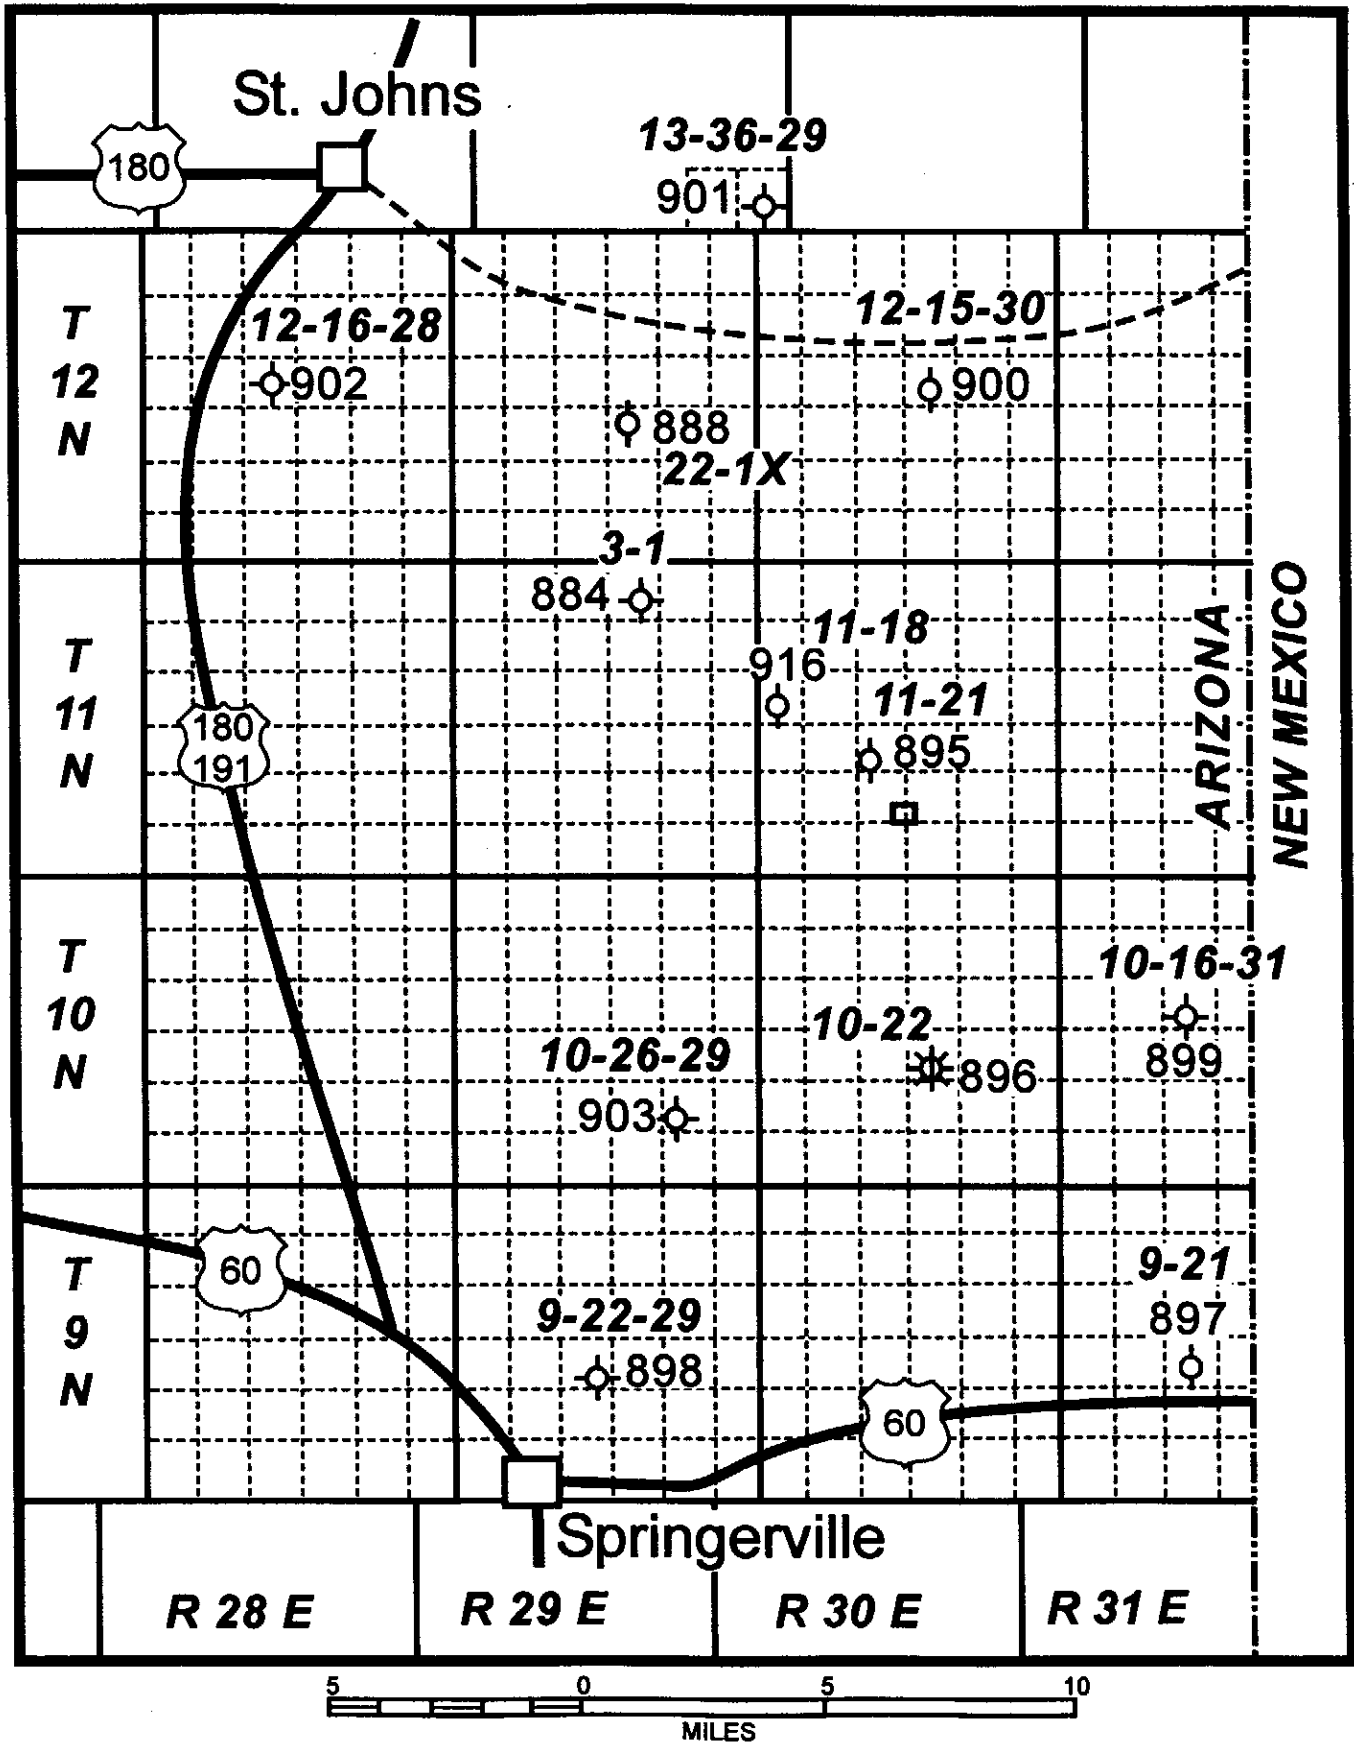 St. Johns
180
13-36-29
901
T
12
N
12-16-28
902
12-15-30
900
888
22-1X
3-1
884
T
11
N
11-18
916
11-21
895
180
191
ARIZONA
NEW MEXICO
T
10
N
10-16-31
899
10-22
896
10-26-29
903
T
9
N
60
9-21
897
9-22-29
898
60
Springerville
R 28 E
R 29 E
R 30 E
R 31 E
5 0 5 10
MILES